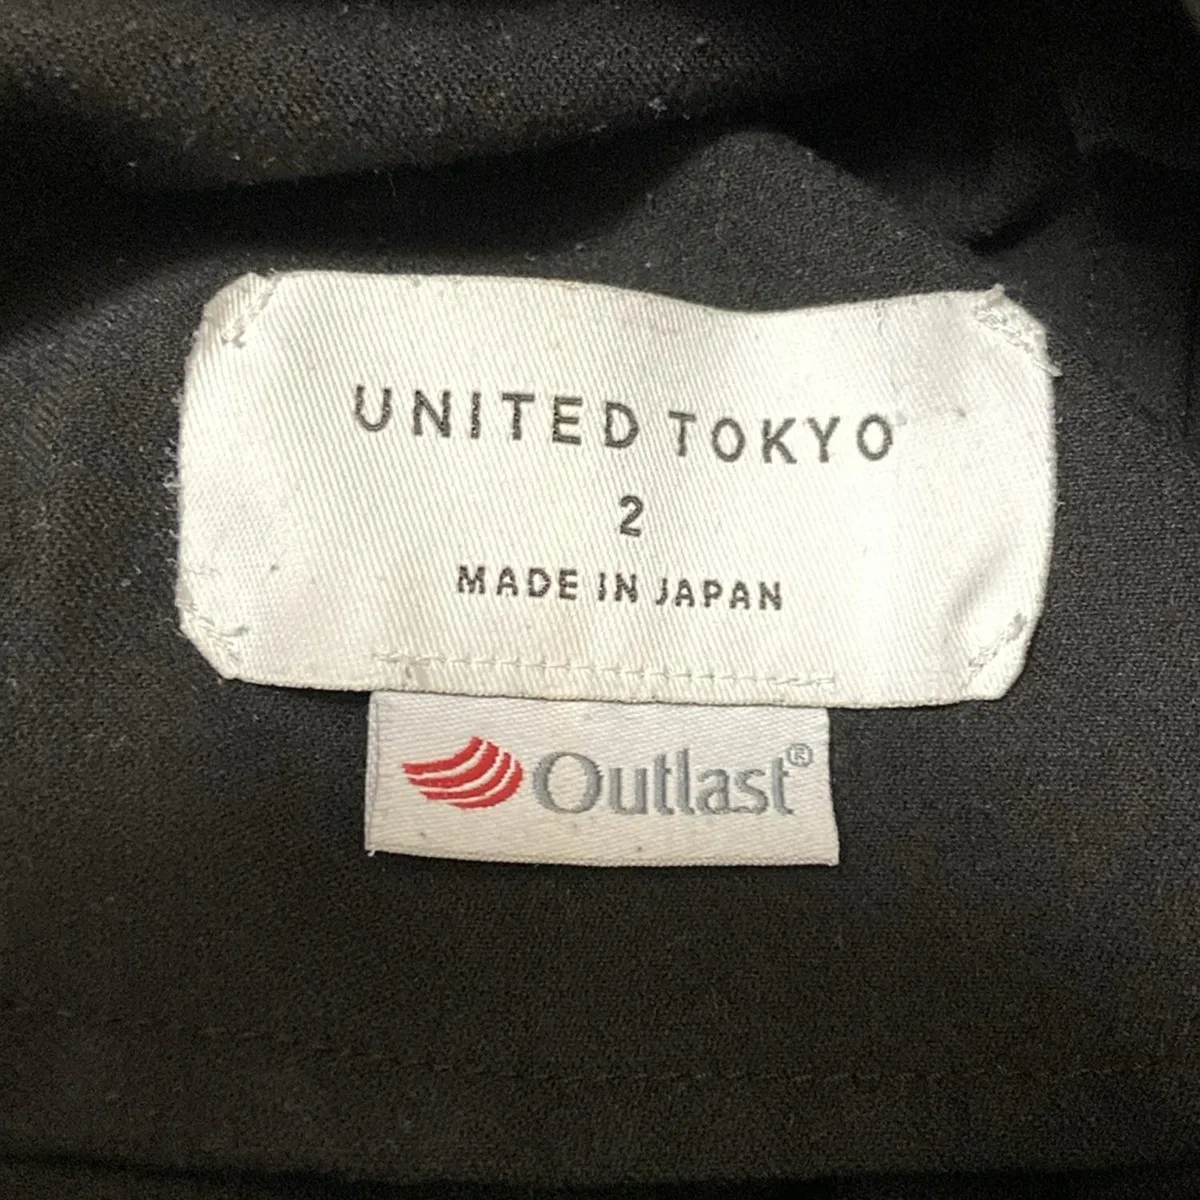 UNITED TOKYO
2
MADE IN JAPAN
Outlast®